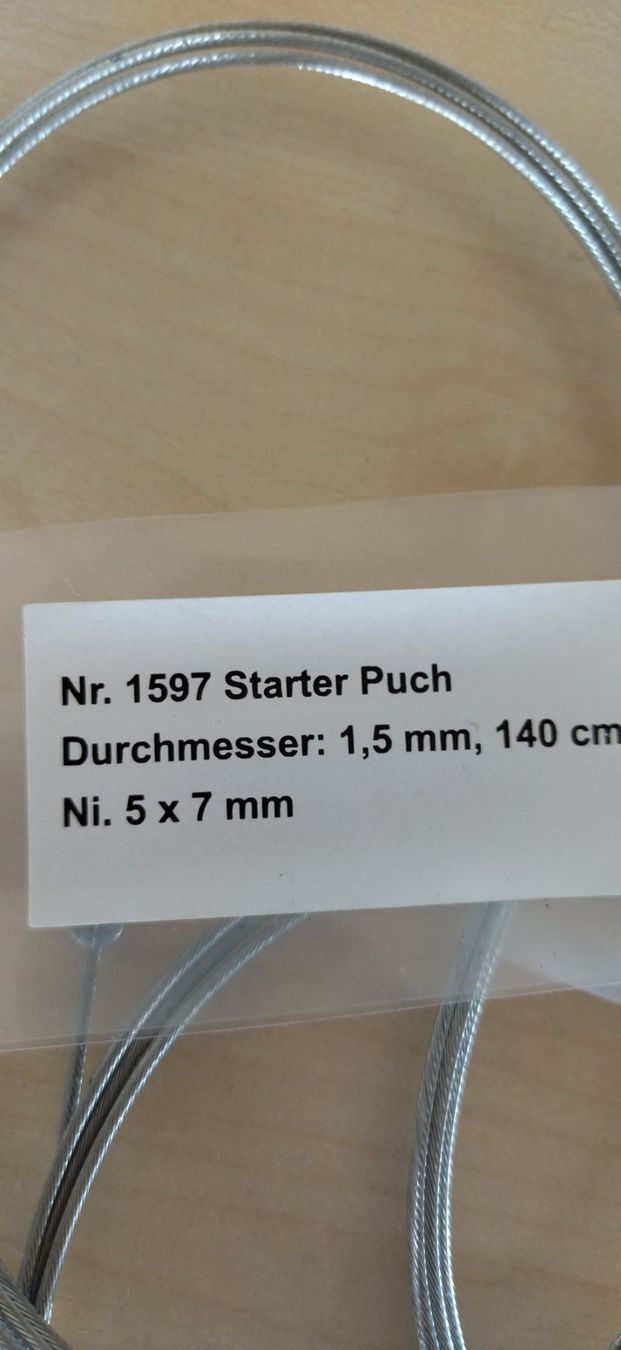 Nr. 1597 Starter Puch
Durchmesser: 1,5 mm, 140 cm
Ni. 5 x 7 mm